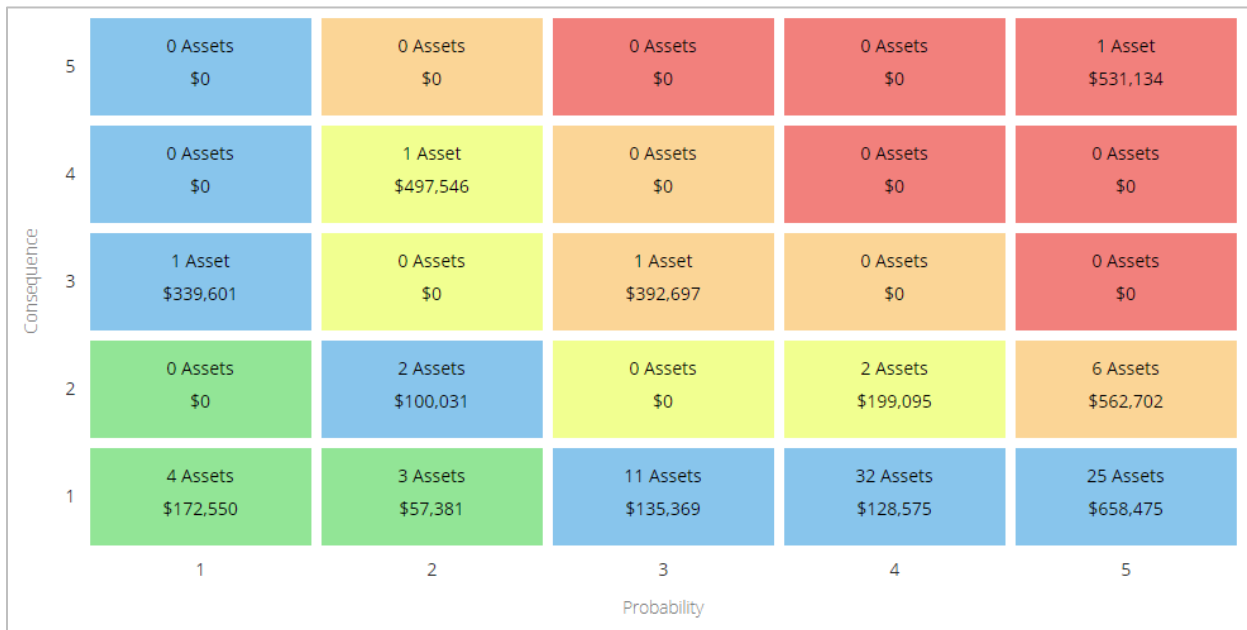 0 Assets
$0
0 Assets
$0
0 Assets
$0
0 Assets
$0
1 Asset
$531,134
5
0 Assets
$0
1 Asset
$497,546
0 Assets
$0
0 Assets
$0
0 Assets
$0
4
1 Asset
$339,601
0 Assets
$0
1 Asset
$392,697
0 Assets
$0
0 Assets
$0
3
Consequence
0 Assets
$0
2 Assets
$100,031
0 Assets
$0
2 Assets
$199,095
6 Assets
$562,702
2
4 Assets
$172,550
3 Assets
$57,381
11 Assets
$135,369
32 Assets
$128,575
25 Assets
$658,475
1
1
2
3
4
5
Probability